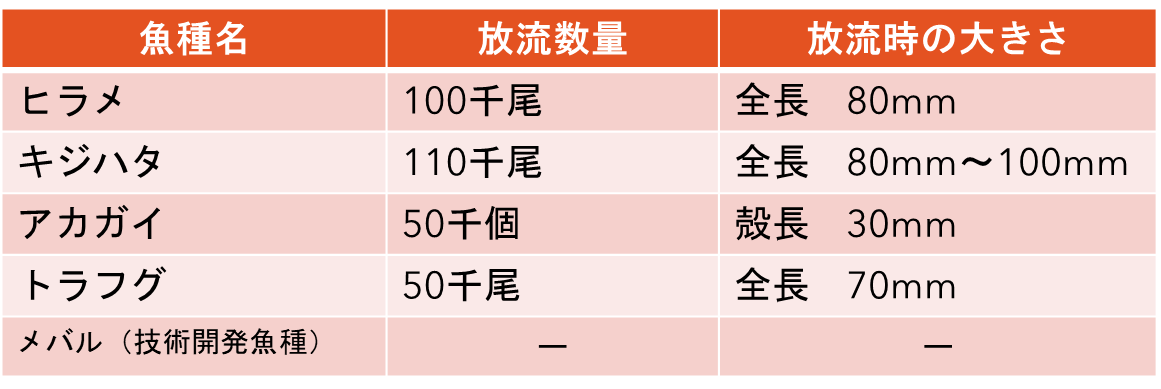 魚種名 放流数量 放流時の大きさ
ヒラメ 100千尾 全長　80mm
キジハタ 110千尾 全長　80mm～100mm
アカガイ 50千個 殻長　30mm
トラフグ 50千尾 全長　70mm
メバル（技術開発魚種） ― ―